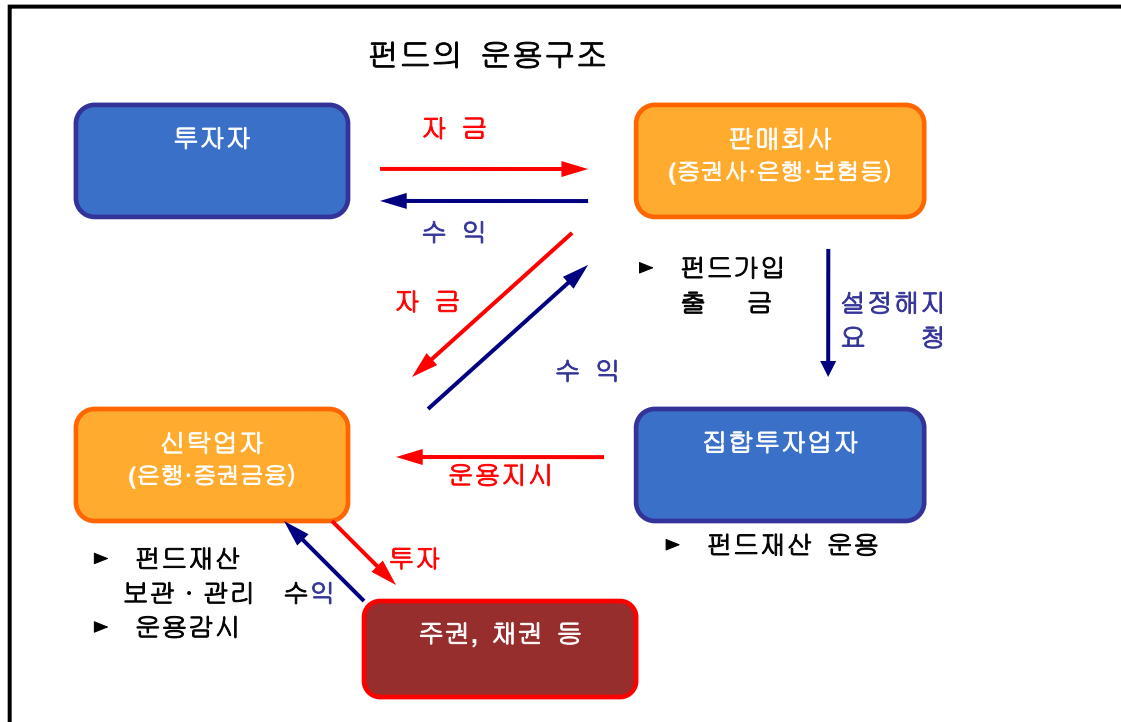 펀드의 운용구조
투자자
자 금
판매회사
(증권사·은행·보험등)
수 익
► 펀드가입
출 금
자 금
설정해지
요 청
수 익
신탁업자
(은행·증권금융)
집합투자업자
운용지시
► 펀드재산 운용
► 펀드재산
보관 · 관리
투자
수익
► 운용감시
주권, 채권 등